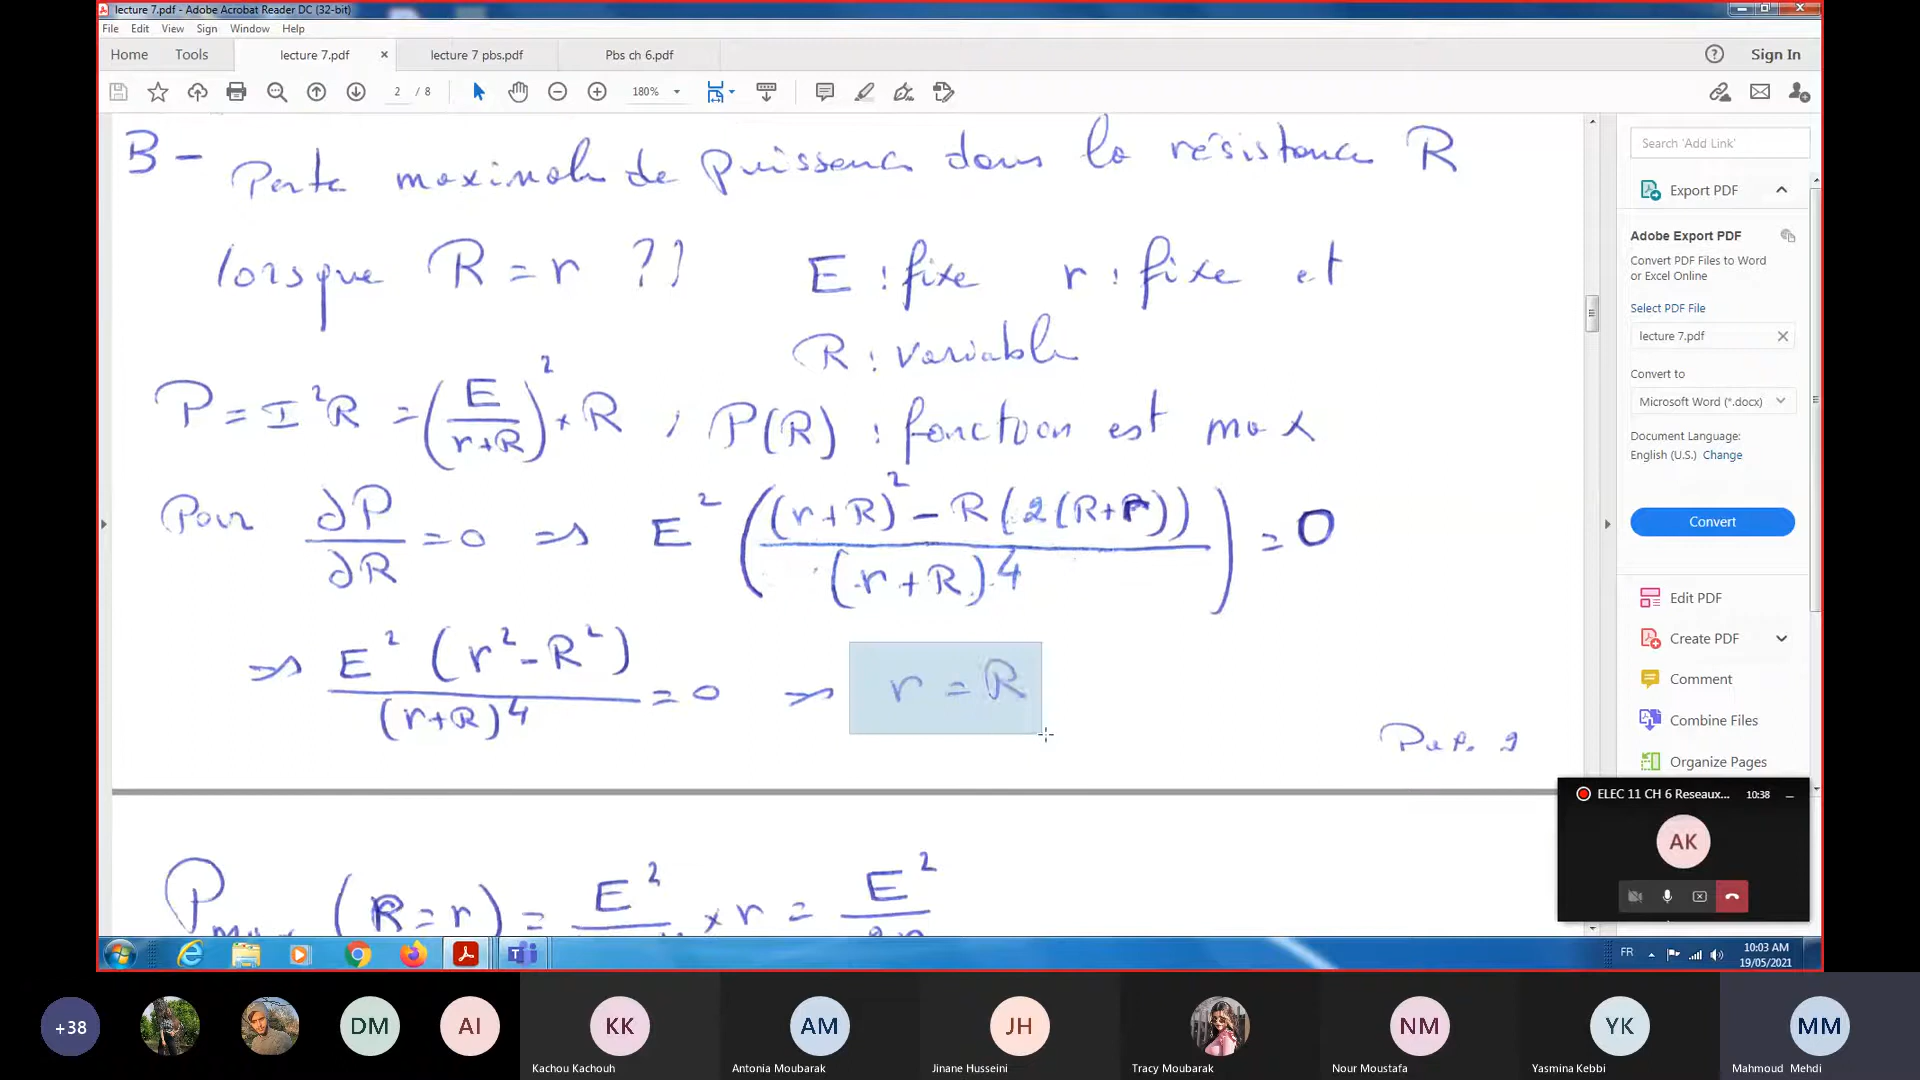 lecture 7.pdf - Adobe Acrobat Reader DC (32-bit)
File Edit View Sign Window Help
Home Tools lecture 7.pdf × lecture 7 pbs.pdf Pbs ch 6.pdf Sign In
2 / 8 180%
B - Perte maximale de puissance dans la résistance R
lorsque R = r ?? E : fixe r : fixe et
R : variable
P = I²R = (E/(r+R))² × R , P(R) : fonction est max
Pour ∂P/∂R = 0 ⇒ E² (((r+R)² - R(2(R+r)))/(r+R)⁴) = 0
⇒ E²(r² - R²)/(r+R)⁴ = 0 ⇒ r = R
(R=r) = E² × r = E²
Search 'Add Link'
Export PDF
Adobe Export PDF
Convert PDF Files to Word
or Excel Online
Select PDF File
lecture 7.pdf
Convert to
Microsoft Word (*.docx)
Document Language:
English (U.S.) Change
Convert
Edit PDF
Create PDF
Comment
Combine Files
Organize Pages
ELEC 11 CH 6 Reseaux... 10:38
AK
FR
10:03 AM
19/05/2021
+38 DM AI KK AM JH NM YK MM
Kachou Kachouh Antonia Moubarak Jinane Husseini Tracy Moubarak Nour Moustafa Yasmina Kebbi Mahmoud Mehdi